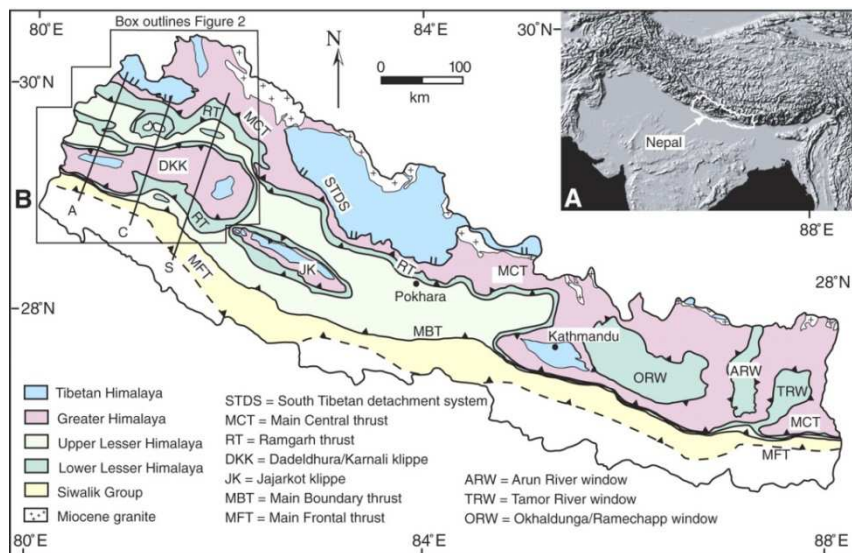 80°E
Box outlines Figure 2
84°E
30°N
30°N
N
0
100
km
RT
MCT
DKK
STDS
B
A
C
S
RT
MFT
JK
RT
MCT
Pokhara
28°N
MBT
Nepal
A
88°E
28°N
Kathmandu
ORW
ARW
TRW
MCT
MFT
Tibetan Himalaya
Greater Himalaya
Upper Lesser Himalaya
Lower Lesser Himalaya
Siwalik Group
Miocene granite
STDS = South Tibetan detachment system
MCT = Main Central thrust
RT = Ramgarh thrust
DKK = Dadeldhura/Karnali klippe
JK = Jajarkot klippe
MBT = Main Boundary thrust
MFT = Main Frontal thrust
ARW = Arun River window
TRW = Tamor River window
ORW = Okhaldunga/Ramechapp window
80°E
84°E
88°E